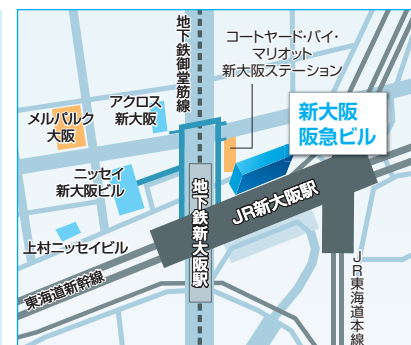 地下鉄御堂筋線
コートヤード・バイ・
マリオット
新大阪ステーション
アクロス
新大阪
メルパルク
大阪
新大阪
阪急ビル
ニッセイ
新大阪ビル
地下鉄新大阪駅
JR新大阪駅
上村ニッセイビル
東海道新幹線
JR東海道本線